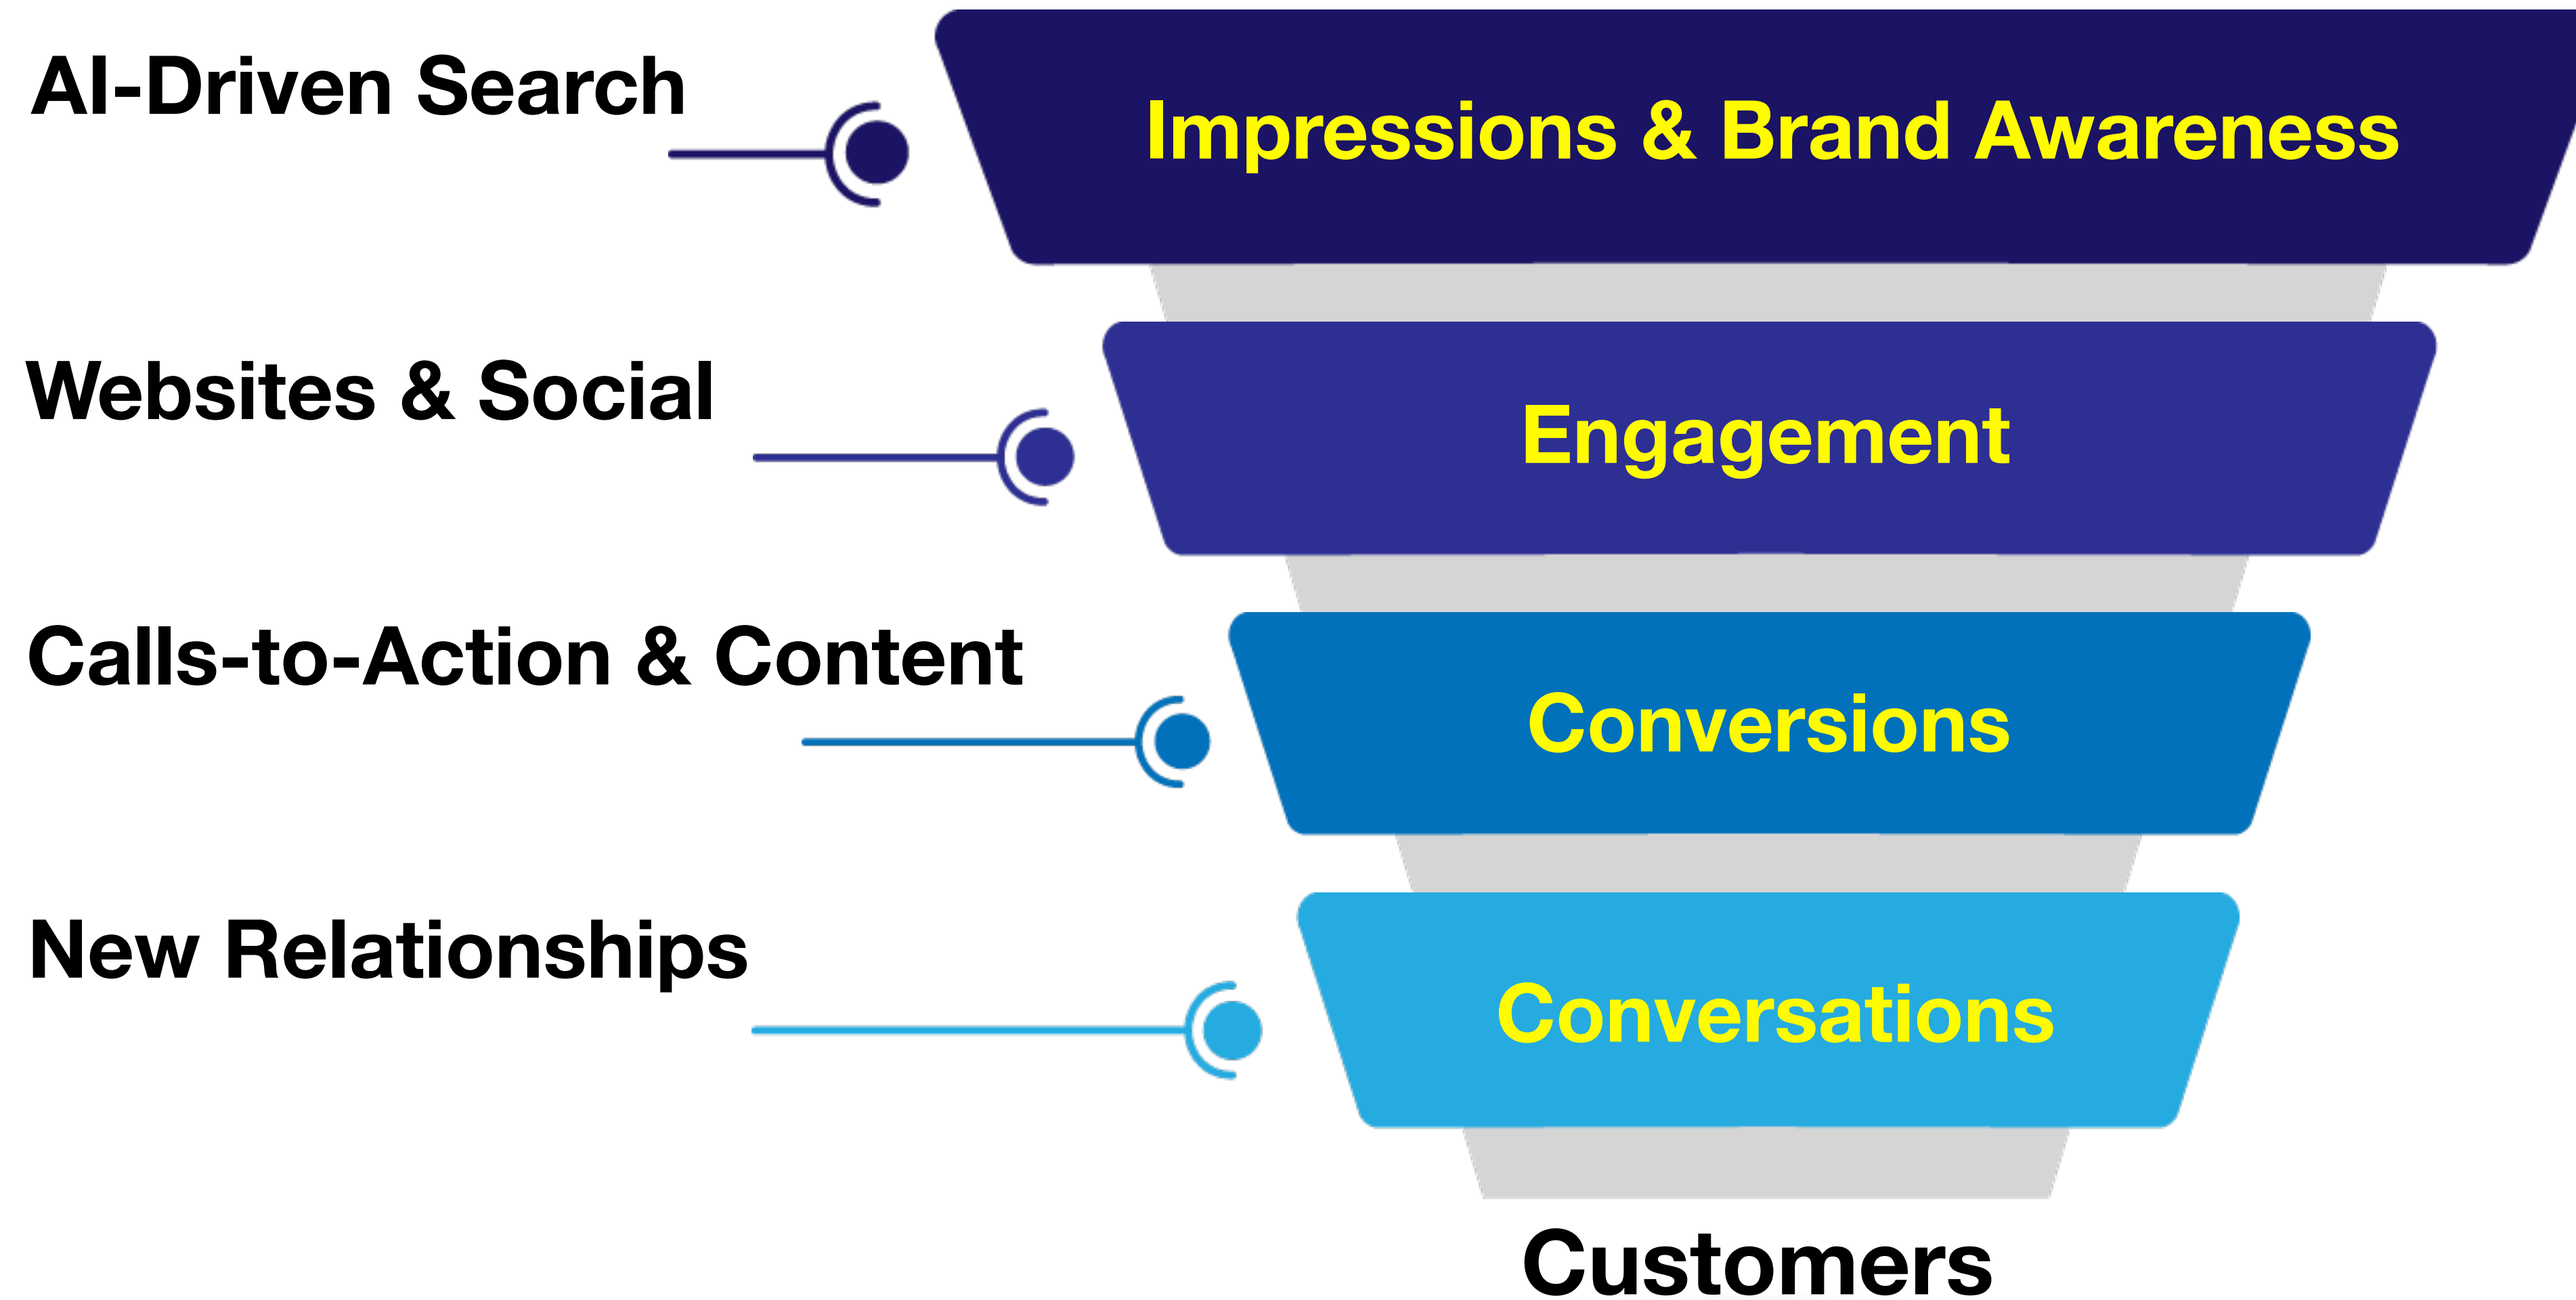 AI-Driven Search
Impressions & Brand Awareness
Websites & Social
Engagement
Calls-to-Action & Content
Conversions
New Relationships
Conversations
Customers